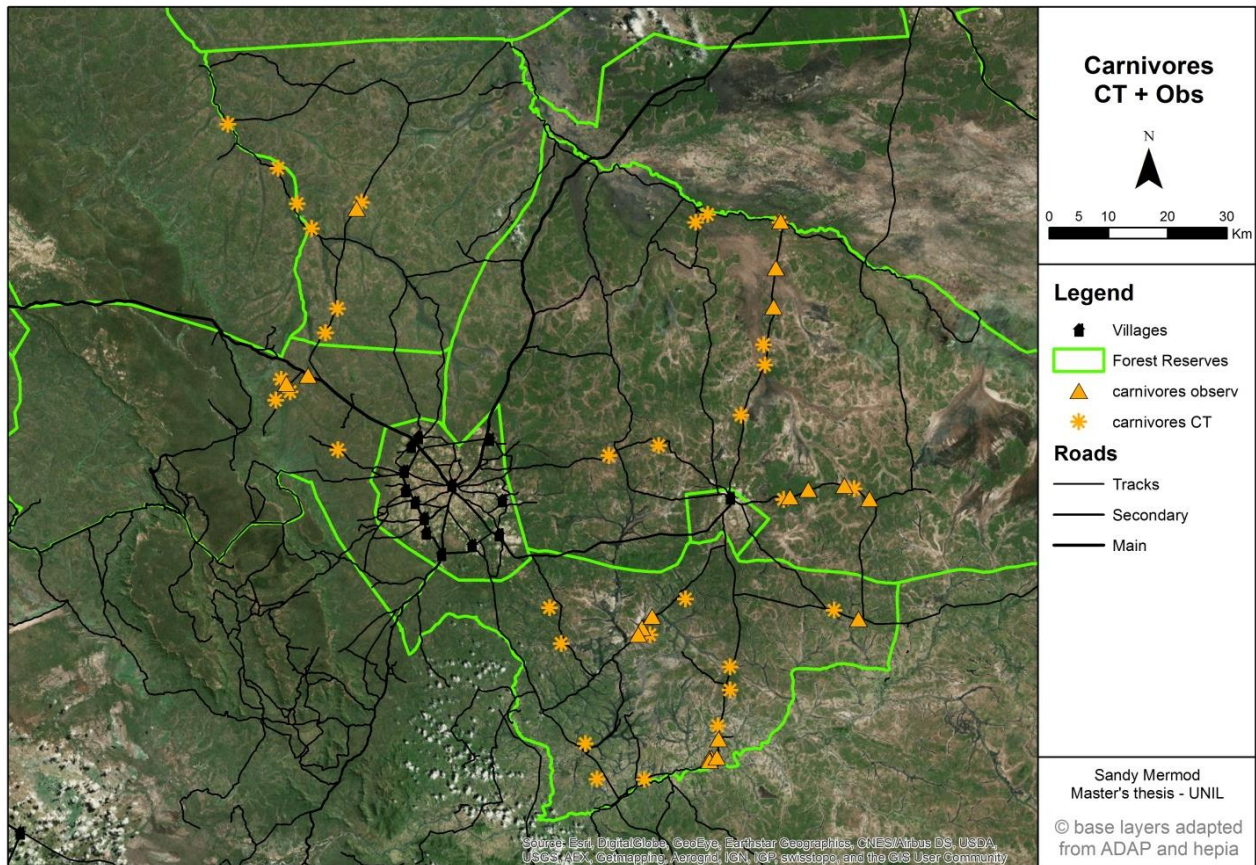 Carnivores
CT + Obs
N
0 10 20 30
Km
Legend
Villages
Forest Reserves
carnivores observ
carnivores CT
Roads
Tracks
Secondary
Main
Sandy Mermod
Master's thesis - UNIL
© base layers adapted
from ADAP and hepia
Source: Esri, DigitalGlobe, GeoEye, Earthstar Geographics, CNES/Airbus DS, USDA,
USGS, AEX, Getmapping, Aerogrid, IGN, IGP, swisstopo, and the GIS User Community